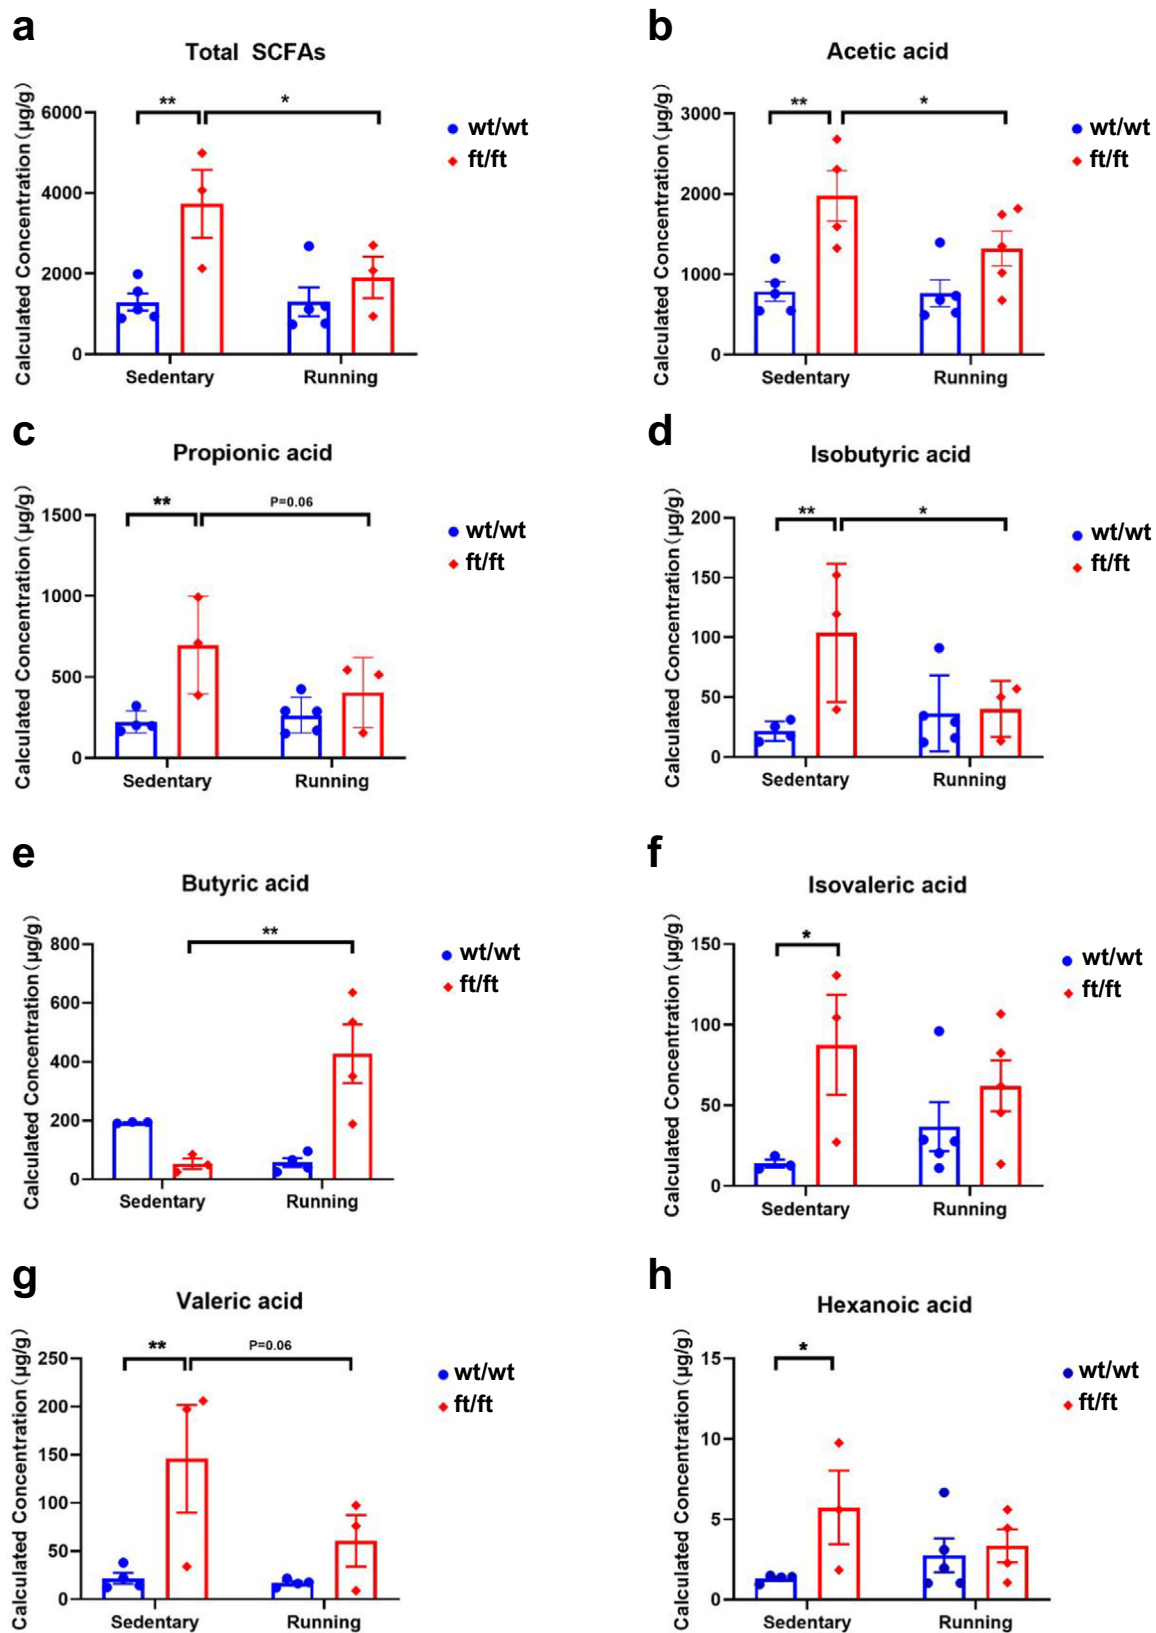 a
Total SCFAs
Calculated Concentration (μg/g)
6000
4000
2000
0
** *
wt/wt
ft/ft
Sedentary Running
b
Acetic acid
Calculated Concentration (μg/g)
3000
2000
1000
0
** *
wt/wt
ft/ft
Sedentary Running
c
Propionic acid
Calculated Concentration (μg/g)
1500
1000
500
0
** P=0.06
wt/wt
ft/ft
Sedentary Running
d
Isobutyric acid
Calculated Concentration (μg/g)
200
150
100
50
0
** *
wt/wt
ft/ft
Sedentary Running
e
Butyric acid
Calculated Concentration (μg/g)
800
600
400
200
0
**
wt/wt
ft/ft
Sedentary Running
f
Isovaleric acid
Calculated Concentration (μg/g)
150
100
50
0
*
wt/wt
ft/ft
Sedentary Running
g
Valeric acid
Calculated Concentration (μg/g)
250
200
150
100
50
0
** P=0.06
wt/wt
ft/ft
Sedentary Running
h
Hexanoic acid
Calculated Concentration (μg/g)
15
10
5
0
*
wt/wt
ft/ft
Sedentary Running